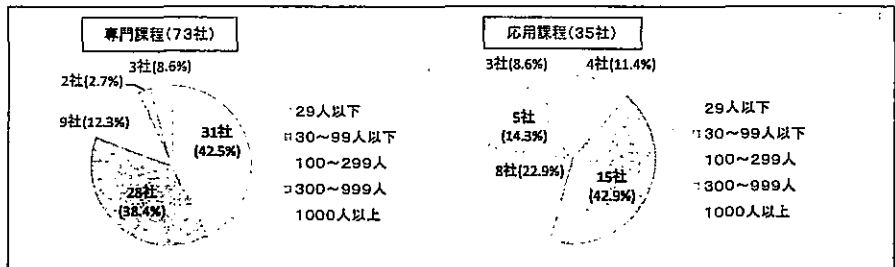 専門課程(73社)
3社(8.6%)
2社(2.7%)
9社(12.3%)
31社
(42.5%)
28社
(38.4%)
29人以下
30～99人以下
100～299人
300～999人
1000人以上
応用課程(35社)
3社(8.6%)
4社(11.4%)
5社
(14.3%)
8社(22.9%)
15社
(42.9%)
29人以下
30～99人以下
100～299人
300～999人
1000人以上